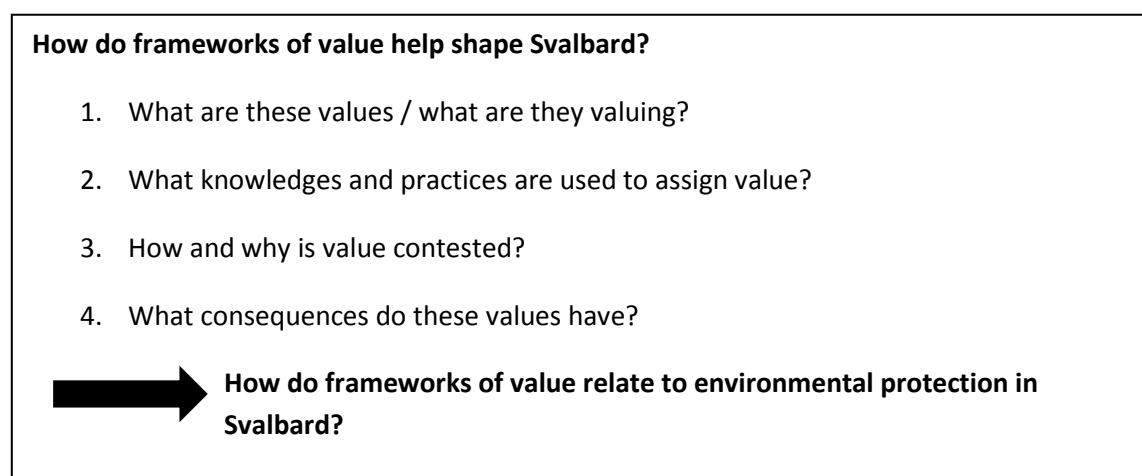 How do frameworks of value help shape Svalbard?
1. What are these values / what are they valuing?
2. What knowledges and practices are used to assign value?
3. How and why is value contested?
4. What consequences do these values have?
How do frameworks of value relate to environmental protection in
Svalbard?